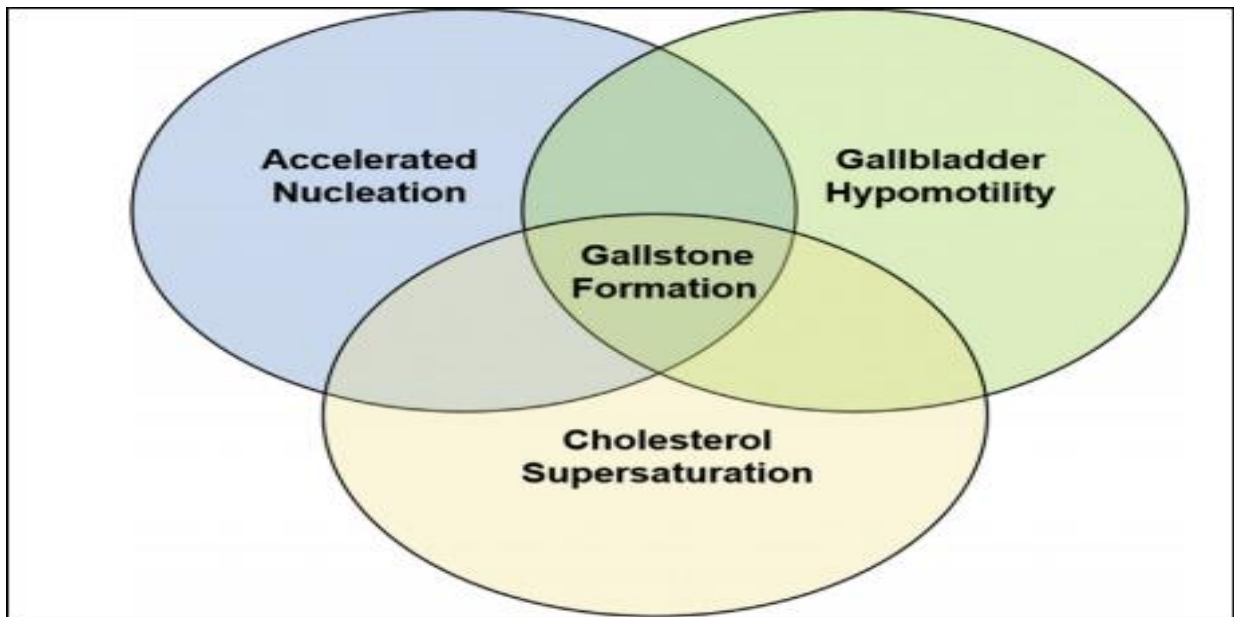 Accelerated
Nucleation
Gallbladder
Hypomotility
Gallstone
Formation
Cholesterol
Supersaturation